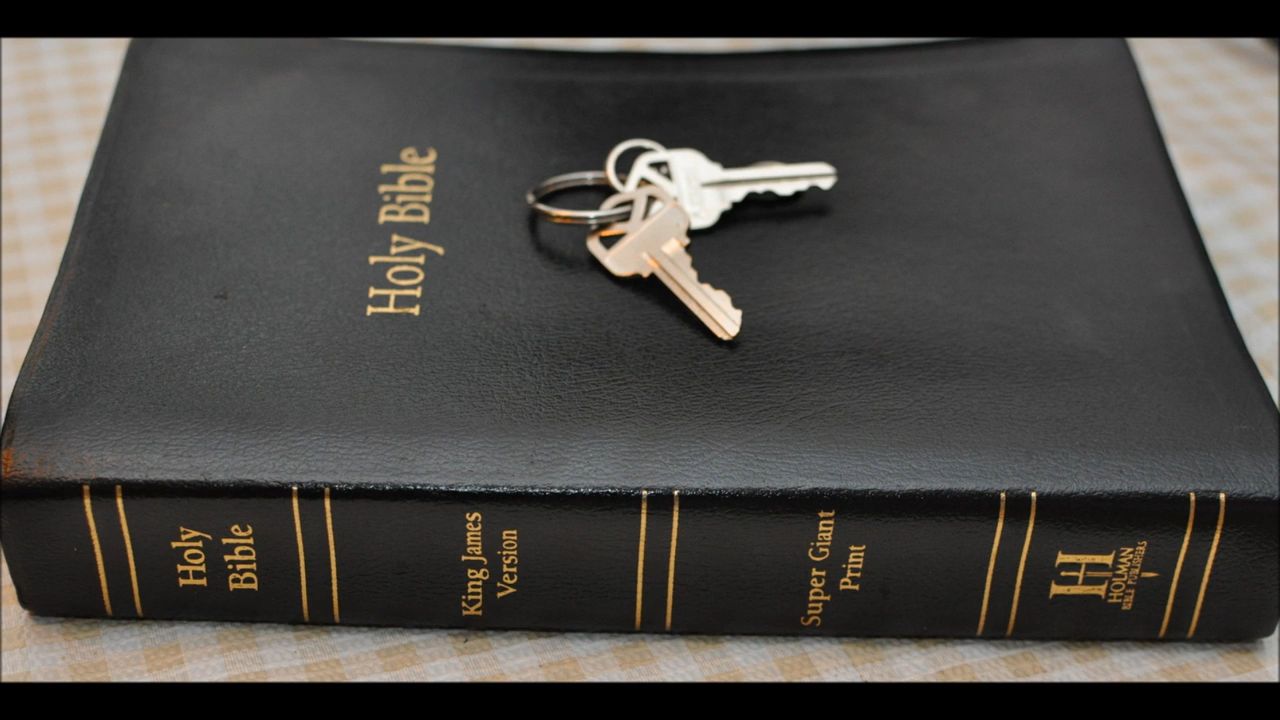 Holy Bible
Holy
Bible
King James
Version
Super Giant
Print
H
HOLMAN
BIBLE PUBLISHERS